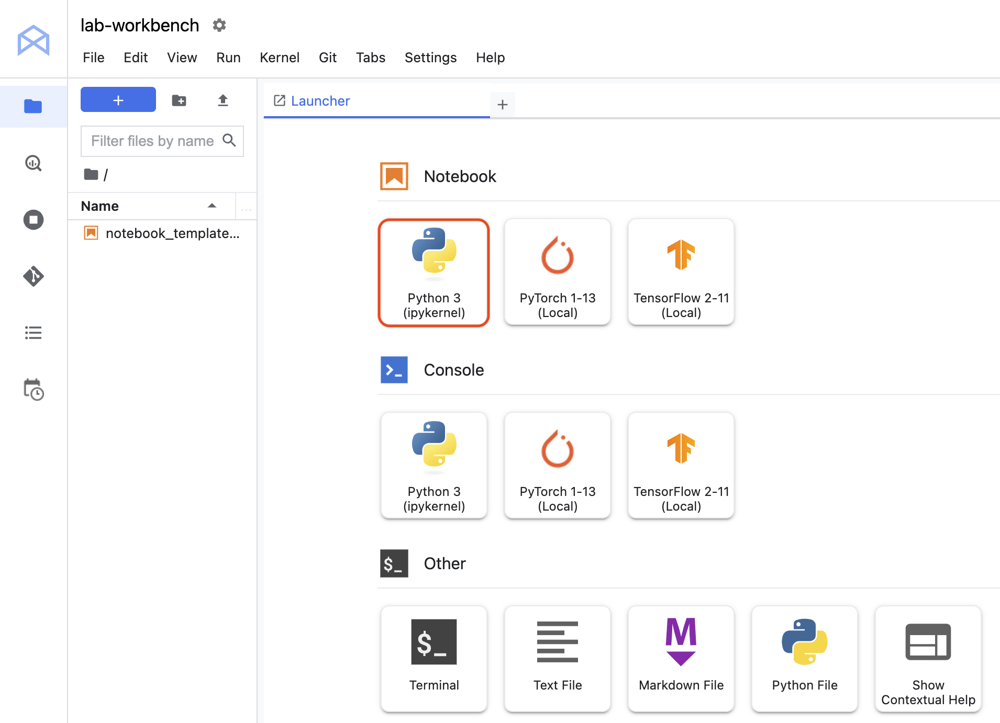 lab-workbench
File Edit View Run Kernel Git Tabs Settings Help
+
Launcher
+
Filter files by name
/
Name
...
notebook_template...
Notebook
Python 3
(ipykernel)
PyTorch 1-13
(Local)
TensorFlow 2-11
(Local)
Console
Python 3
(ipykernel)
PyTorch 1-13
(Local)
TensorFlow 2-11
(Local)
$_
Other
$_
Terminal
Text File
M
Markdown File
Python File
Show
Contextual Help